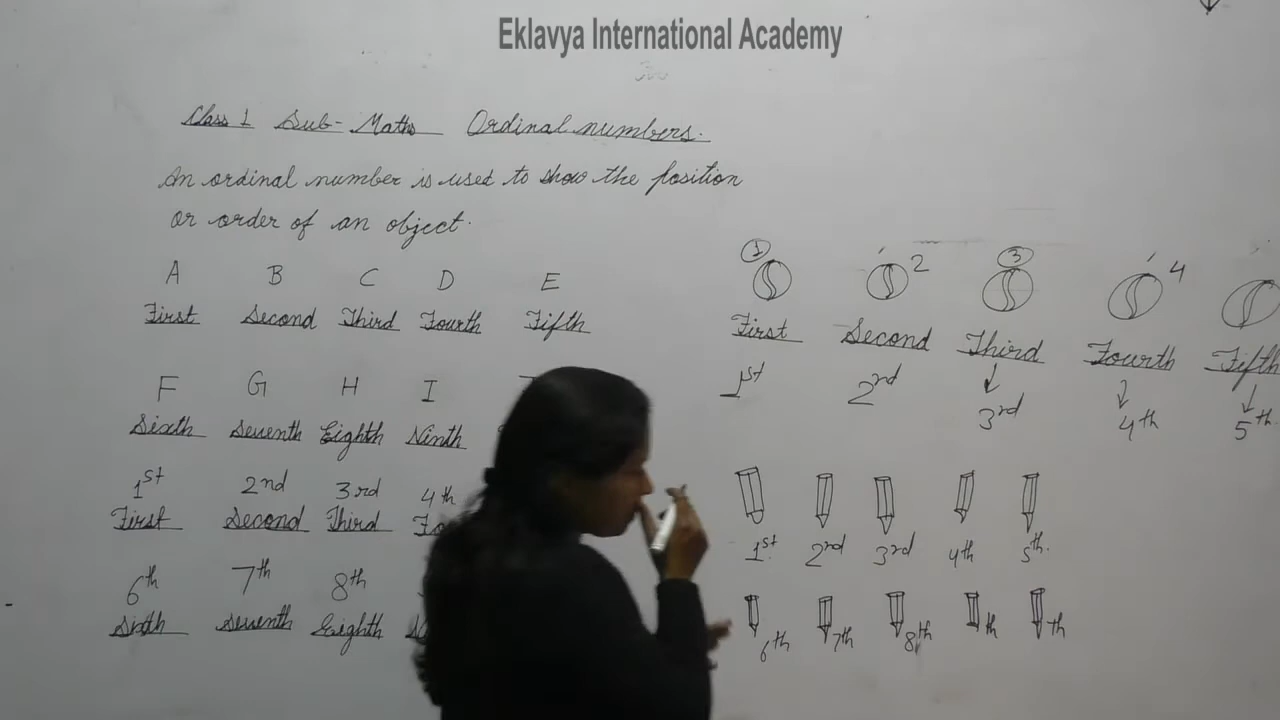 Eklavya International Academy
Class 1 Sub- Maths Ordinal numbers.
An ordinal number is used to show the position
or order of an object.
A B C D E
First Second Third Fourth Fifth
F G H I
Sixth Seventh Eighth Ninth
1st 2nd 3rd 4th
First Second Third Fo
6th 7th 8th
Sixth Seventh Eighth
1 2 3 4
First Second Third Fourth Fifth
1st 2nd 3rd 4th 5th
1st 2nd 3rd 4th 5th.
6th 7th 8th th th